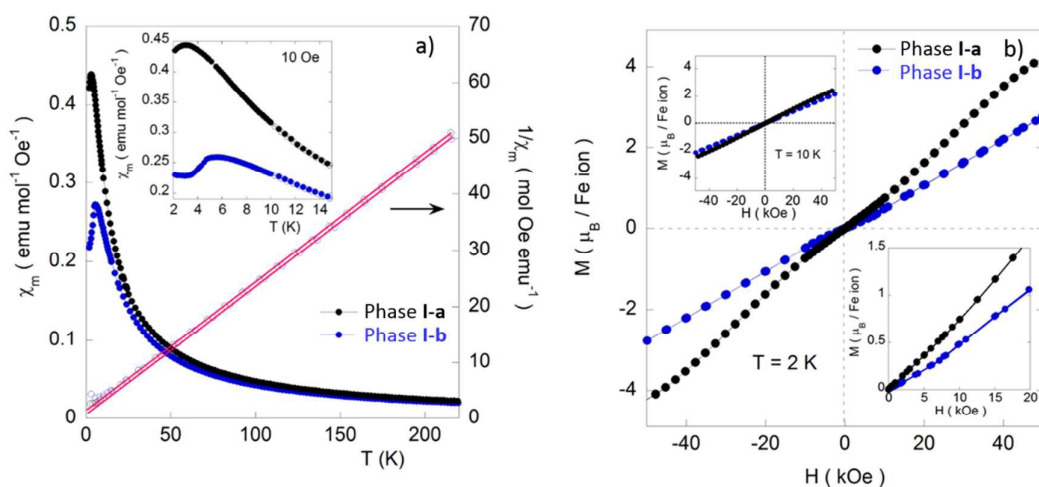 a)
χm ( emu mol⁻¹ Oe⁻¹ )
0.5
0.4
0.3
0.2
0.1
0
0 50 100 150 200
T (K)
70
60
50
40
30
20
10
0
1/χm ( mol Oe emu⁻¹ )
Phase I-a
Phase I-b
10 Oe
χm ( emu mol⁻¹ Oe⁻¹ )
0.45
0.40
0.35
0.30
0.25
0.2
2 4 6 8 10 12 14
T (K)
b)
M ( μB / Fe ion )
4
2
0
-2
-4
-40 -20 0 20 40
H ( kOe)
Phase I-a
Phase I-b
T = 2 K
M ( μB / Fe ion )
4
2
0
-2
-4
-40 -20 0 20 40
H ( kOe)
T = 10 K
M ( μB / Fe ion )
1.5
1
0.5
0
0 5 10 15 20
H ( kOe)